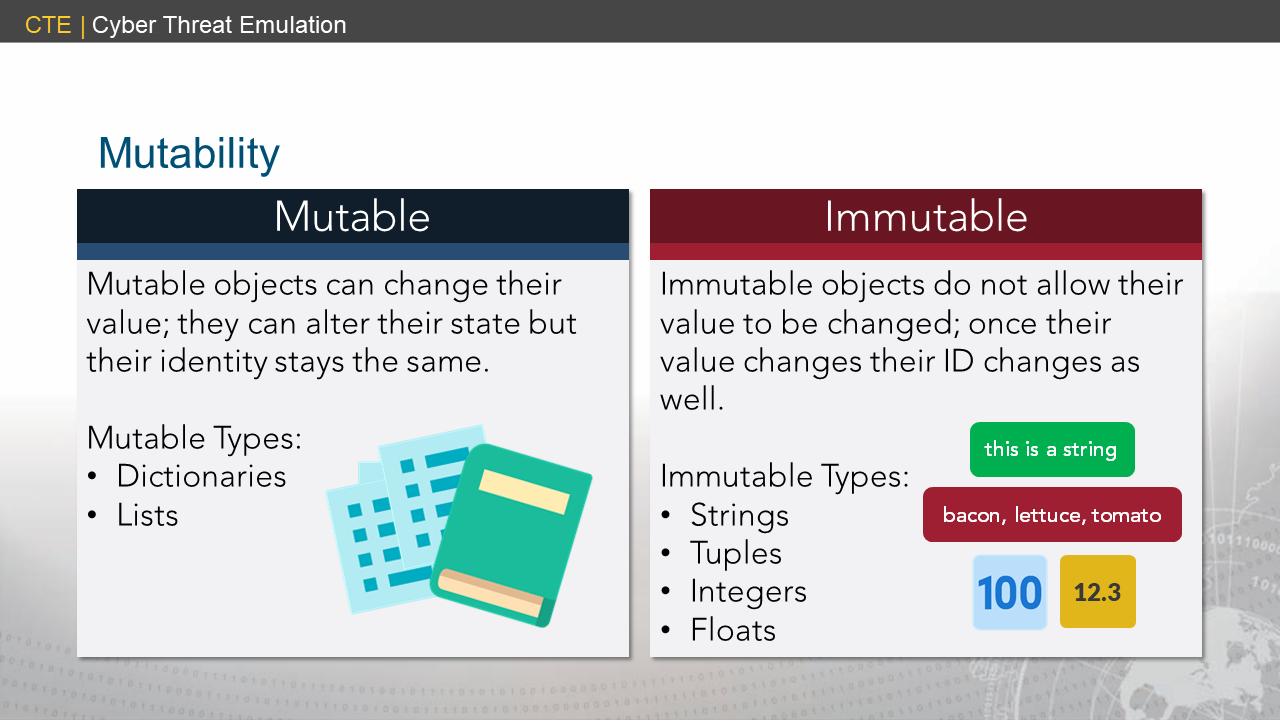 CTE | Cyber Threat Emulation
Mutability
Mutable
Mutable objects can change their
value; they can alter their state but
their identity stays the same.
Mutable Types:
• Dictionaries
• Lists
Immutable
Immutable objects do not allow their
value to be changed; once their
value changes their ID changes as
well.
Immutable Types:
• Strings
• Tuples
• Integers
• Floats
this is a string
bacon, lettuce, tomato
100
12.3